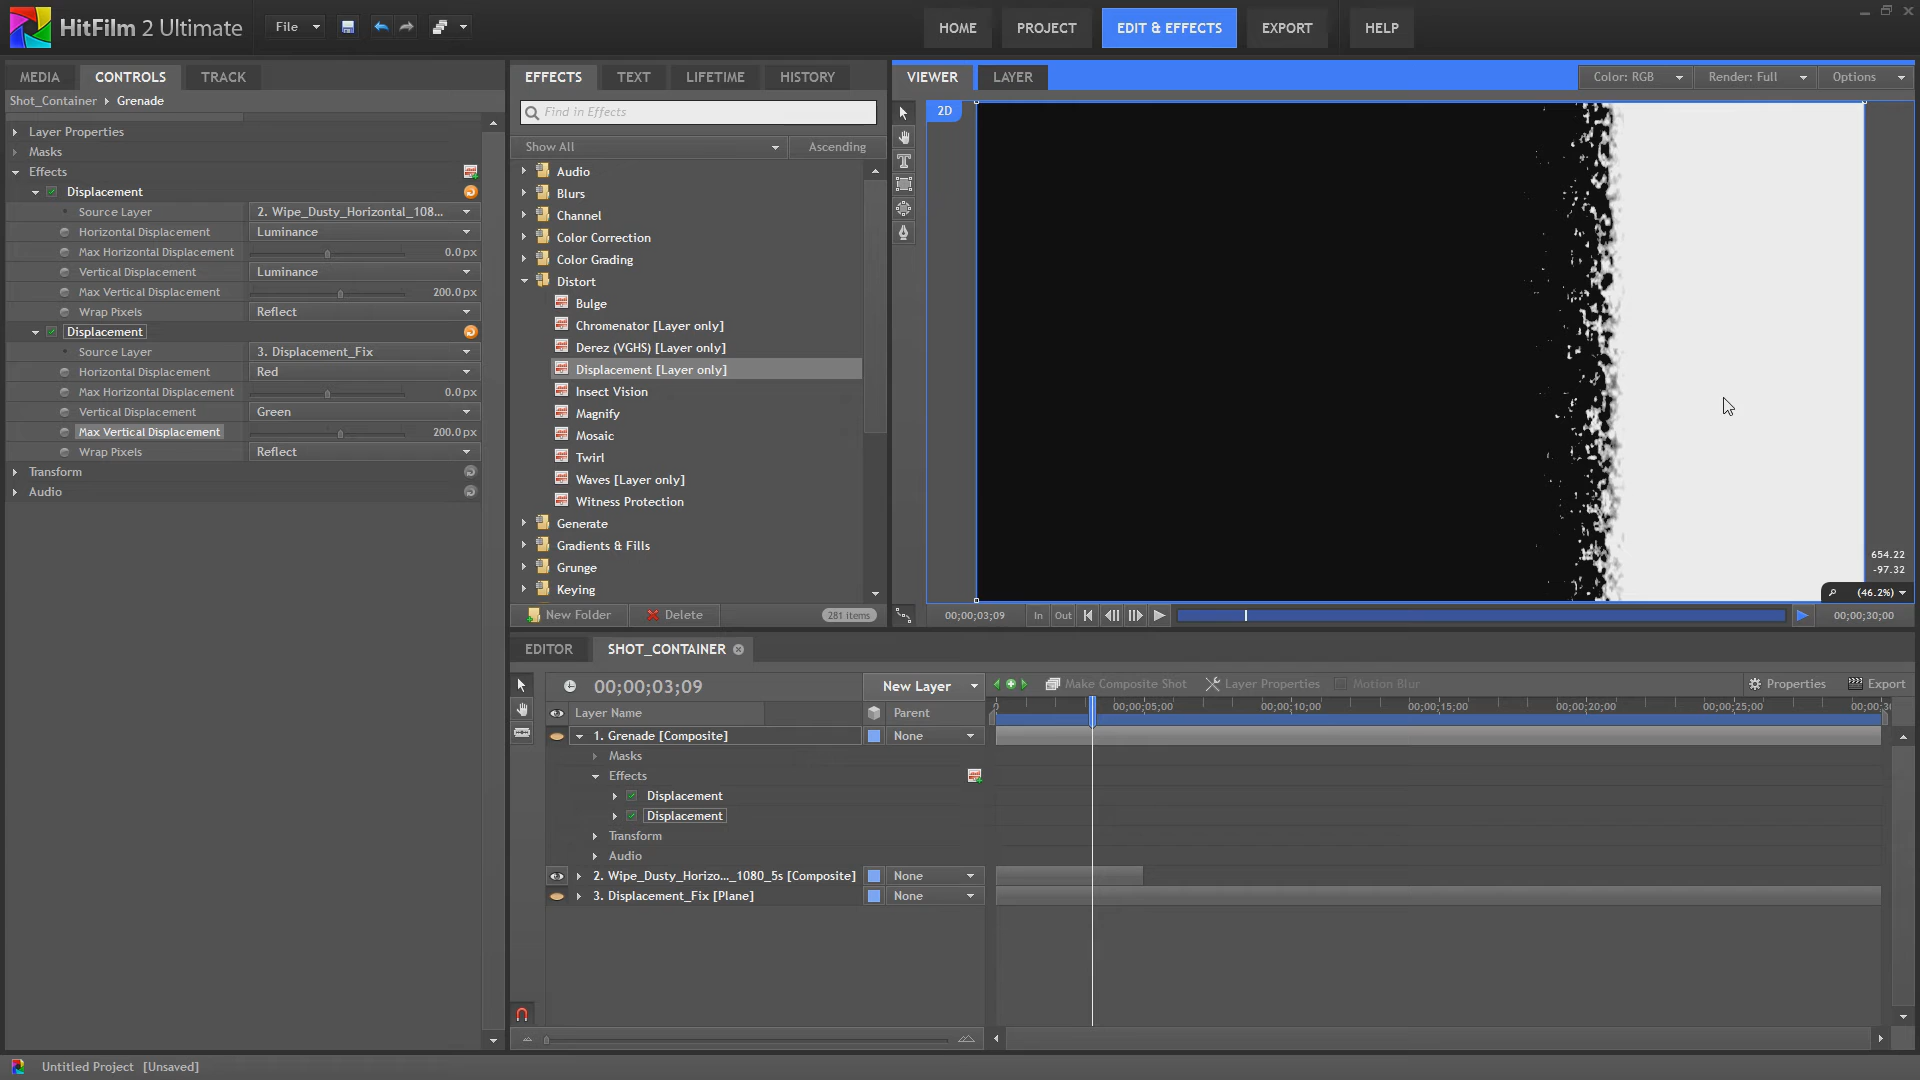 HitFilm 2 Ultimate
File
HOME
PROJECT
EDIT & EFFECTS
EXPORT
HELP
MEDIA
CONTROLS
TRACK
Shot_Container
Grenade
Layer Properties
Masks
Effects
Displacement
Source Layer
2. Wipe_Dusty_Horizontal_108...
Horizontal Displacement
Luminance
Max Horizontal Displacement
0.0 px
Vertical Displacement
Luminance
Max Vertical Displacement
200.0 px
Wrap Pixels
Reflect
Displacement
Source Layer
3. Displacement_Fix
Horizontal Displacement
Red
Max Horizontal Displacement
0.0 px
Vertical Displacement
Green
Max Vertical Displacement
200.0 px
Wrap Pixels
Reflect
Transform
Audio
EFFECTS
TEXT
LIFETIME
HISTORY
Find in Effects
Show All
Ascending
Audio
Blurs
Channel
Color Correction
Color Grading
Distort
Bulge
Chromenator [Layer only]
Derez (VGHS) [Layer only]
Displacement [Layer only]
Insect Vision
Magnify
Mosaic
Twirl
Waves [Layer only]
Witness Protection
Generate
Gradients & Fills
Grunge
Keying
New Folder
Delete
281 items
VIEWER
LAYER
Color: RGB
Render: Full
Options
2D
654.22
-97.32
(46.2%)
00;00;03;09
In
Out
00;00;30;00
EDITOR
SHOT_CONTAINER
00;00;03;09
New Layer
Make Composite Shot
Layer Properties
Motion Blur
Properties
Export
Layer Name
Parent
0
00;00;05;00
00;00;10;00
00;00;15;00
00;00;20;00
00;00;25;00
00;00;3
1. Grenade [Composite]
None
Masks
Effects
Displacement
Displacement
Transform
Audio
2. Wipe_Dusty_Horizo..._1080_5s [Composite]
None
3. Displacement_Fix [Plane]
None
Untitled Project [Unsaved]